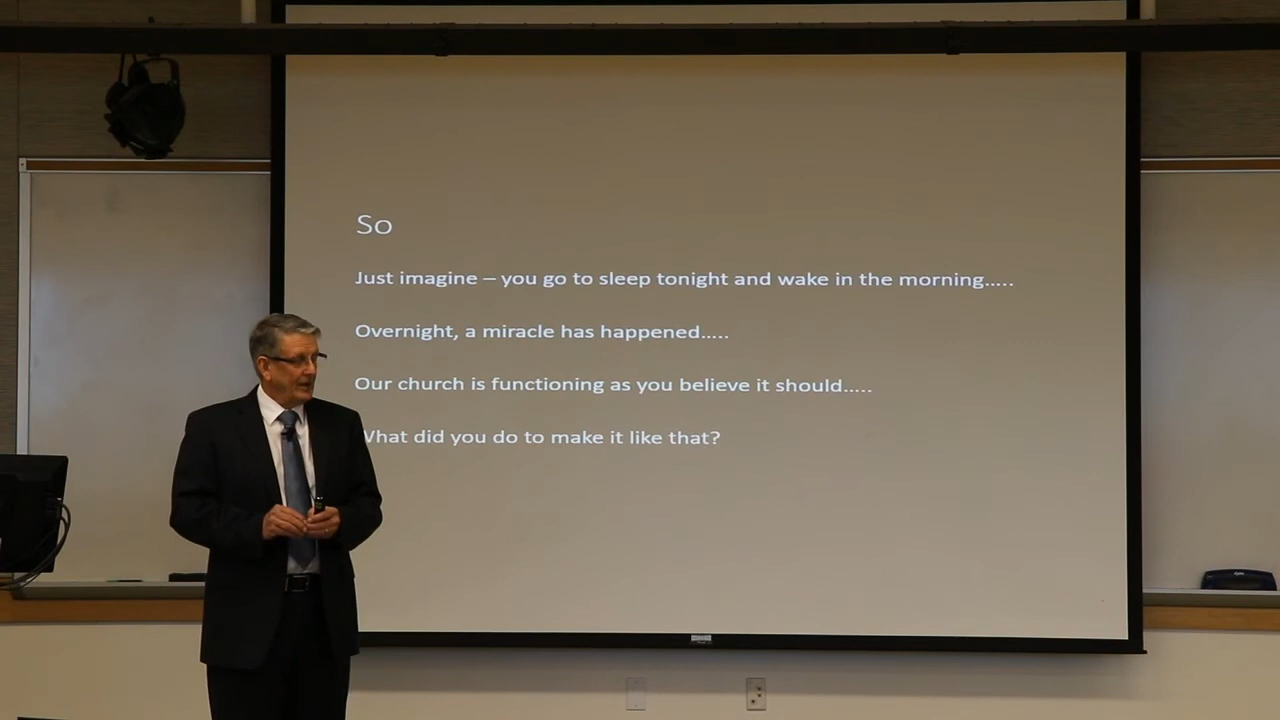 So
Just imagine – you go to sleep tonight and wake in the morning.....
Overnight, a miracle has happened.....
Our church is functioning as you believe it should.....
What did you do to make it like that?